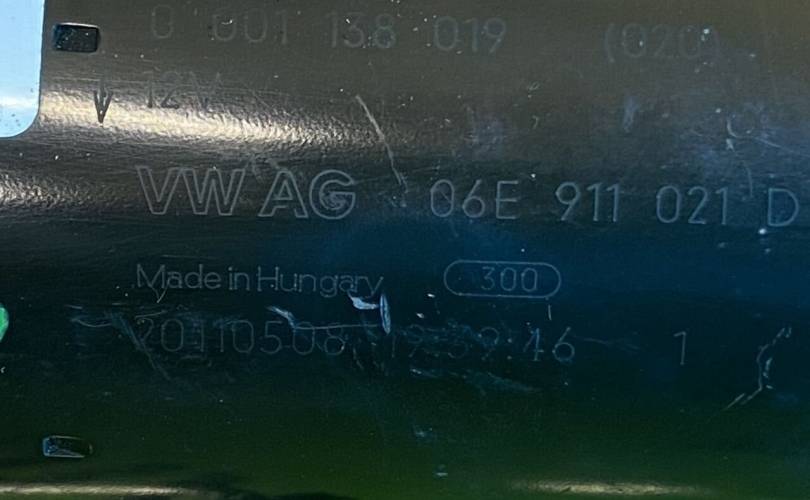 0 001 138 019 (020)
↓ 12V
VW AG 06E 911 021 D
Made in Hungary 300
20110508 19:39:46 1